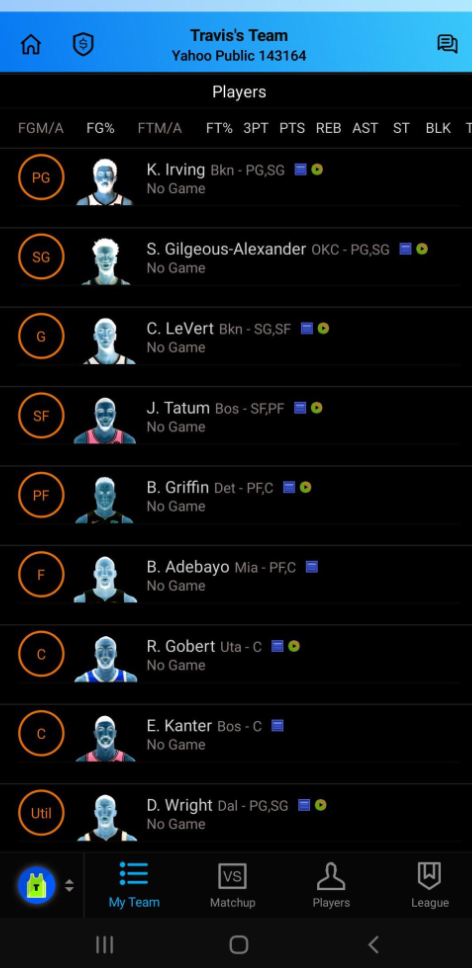 Travis's Team
Yahoo Public 143164
Players
FGM/A FG% FTM/A FT% 3PT PTS REB AST ST BLK T
PG
K. Irving Bkn - PG,SG
No Game
SG
S. Gilgeous-Alexander OKC - PG,SG
No Game
G
C. LeVert Bkn - SG,SF
No Game
SF
J. Tatum Bos - SF,PF
No Game
PF
B. Griffin Det - PF,C
No Game
F
B. Adebayo Mia - PF,C
No Game
C
R. Gobert Uta - C
No Game
C
E. Kanter Bos - C
No Game
Util
D. Wright Dal - PG,SG
No Game
T
VS
My Team Matchup Players League